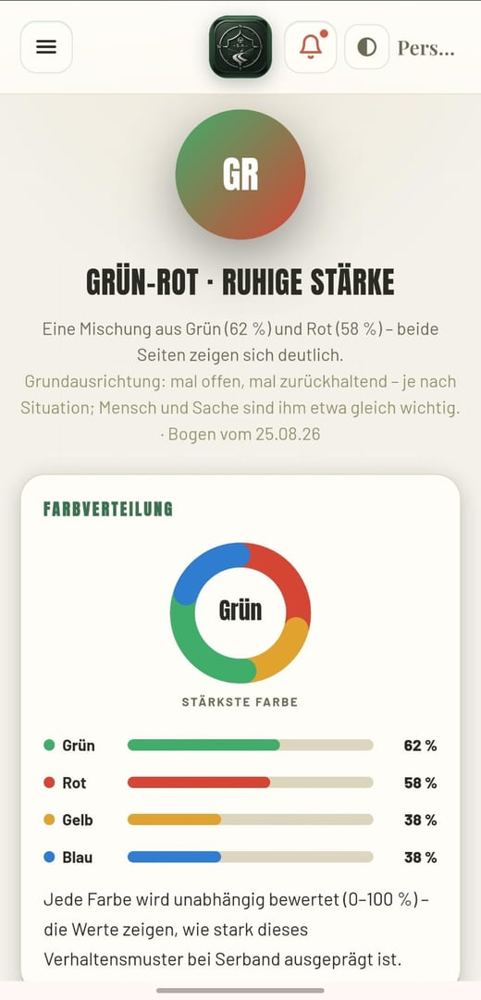 Pers...
GR
GRÜN-ROT · RUHIGE STÄRKE
Eine Mischung aus Grün (62 %) und Rot (58 %) – beide
Seiten zeigen sich deutlich.
Grundausrichtung: mal offen, mal zurückhaltend – je nach
Situation; Mensch und Sache sind ihm etwa gleich wichtig.
· Bogen vom 25.08.26
FARBVERTEILUNG
Grün
STÄRKSTE FARBE
Grün 62 %
Rot 58 %
Gelb 38 %
Blau 38 %
Jede Farbe wird unabhängig bewertet (0–100 %) –
die Werte zeigen, wie stark dieses
Verhaltensmuster bei Serband ausgeprägt ist.